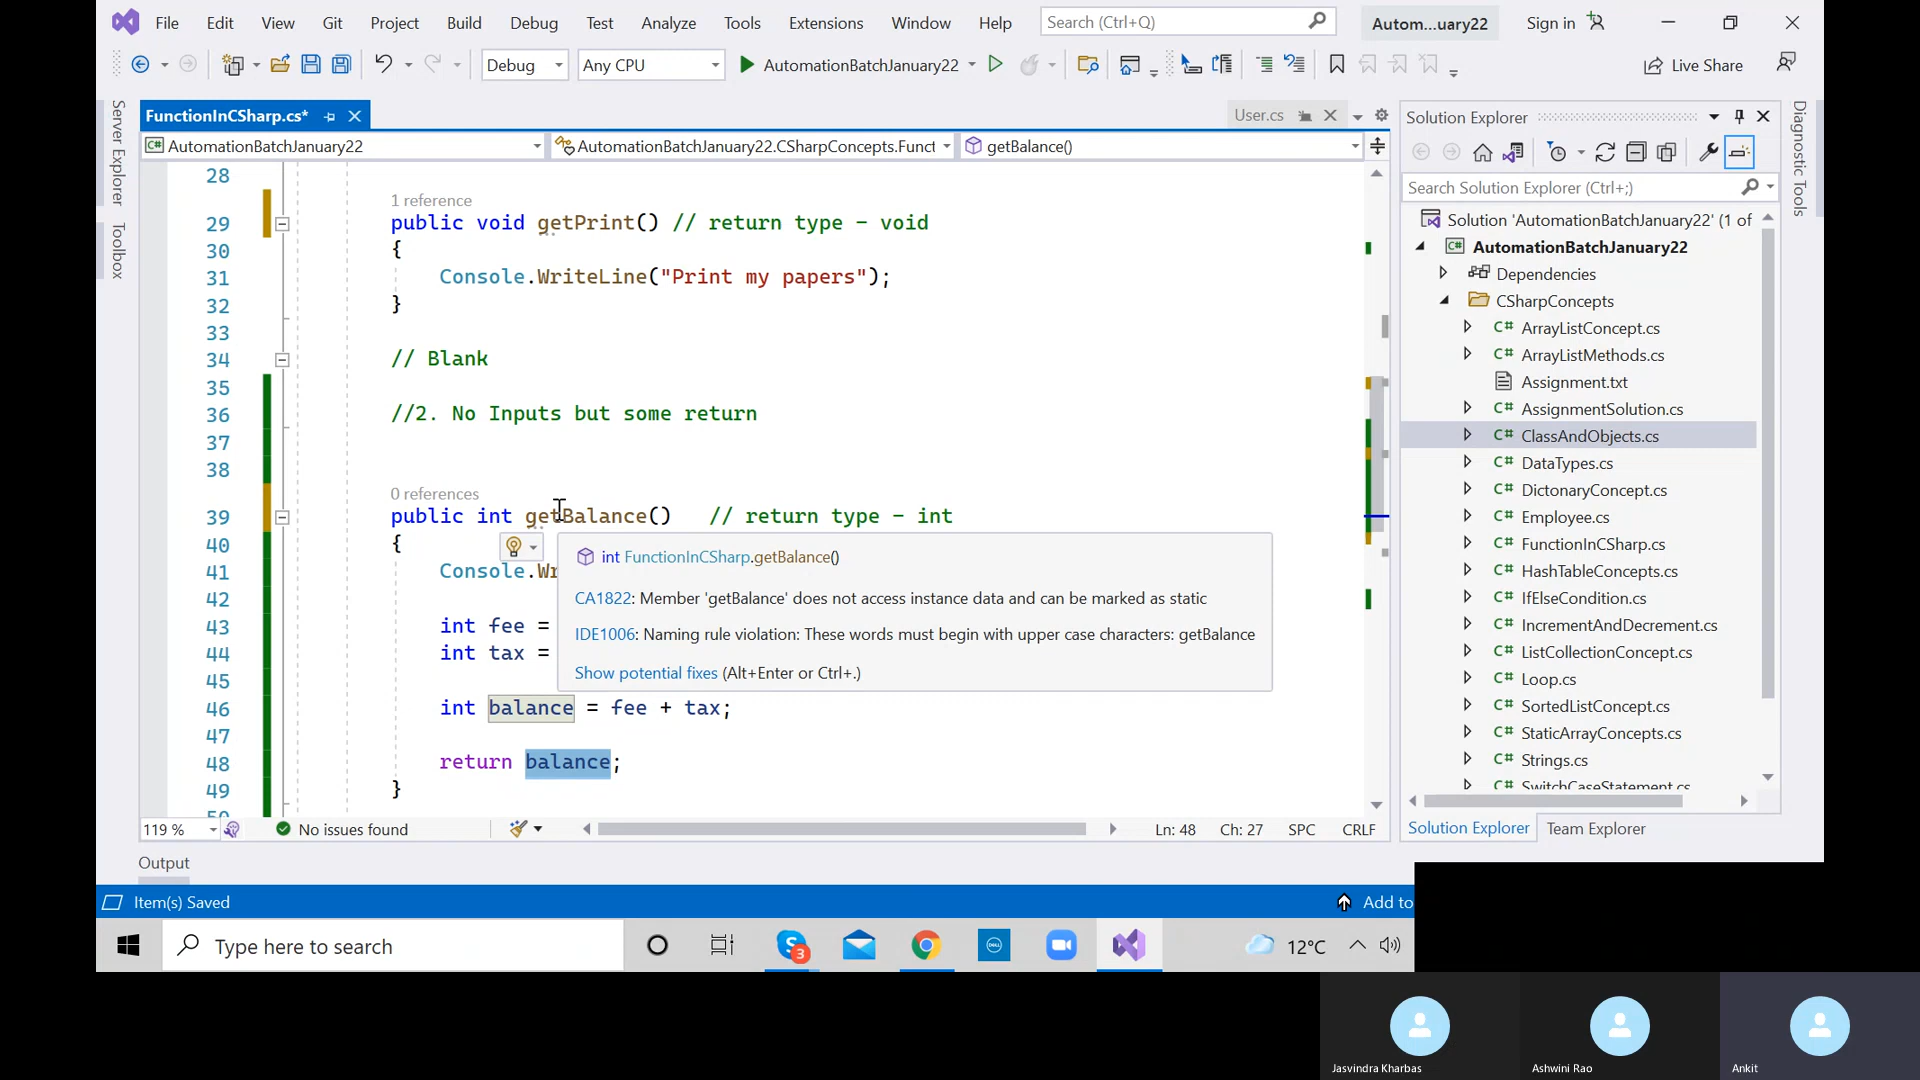 File Edit View Git Project Build Debug Test Analyze Tools Extensions Window Help Search (Ctrl+Q) Autom...uary22 Sign in
Debug Any CPU AutomationBatchJanuary22 Live Share
Server Explorer
Toolbox
FunctionInCSharp.cs* User.cs
AutomationBatchJanuary22 AutomationBatchJanuary22.CSharpConcepts.Funct getBalance()
28
1 reference
29 public void getPrint() // return type - void
30 {
31 Console.WriteLine("Print my papers");
32 }
33
34 // Blank
35
36 //2. No Inputs but some return
37
38
0 references
39 public int getBalance() // return type - int
40 {
41 Console.Wr
42
43 int fee =
44 int tax =
45
46 int balance = fee + tax;
47
48 return balance;
49 }
int FunctionInCSharp.getBalance()
CA1822: Member 'getBalance' does not access instance data and can be marked as static
IDE1006: Naming rule violation: These words must begin with upper case characters: getBalance
Show potential fixes (Alt+Enter or Ctrl+.)
119 % No issues found Ln: 48 Ch: 27 SPC CRLF
Output
Solution Explorer
Search Solution Explorer (Ctrl+;)
Solution 'AutomationBatchJanuary22' (1 of
AutomationBatchJanuary22
Dependencies
CSharpConcepts
C# ArrayListConcept.cs
C# ArrayListMethods.cs
Assignment.txt
C# AssignmentSolution.cs
C# ClassAndObjects.cs
C# DataTypes.cs
C# DictonaryConcept.cs
C# Employee.cs
C# FunctionInCSharp.cs
C# HashTableConcepts.cs
C# IfElseCondition.cs
C# IncrementAndDecrement.cs
C# ListCollectionConcept.cs
C# Loop.cs
C# SortedListConcept.cs
C# StaticArrayConcepts.cs
C# Strings.cs
C# SwitchCaseStatement.cs
Solution Explorer Team Explorer
Diagnostic Tools
Item(s) Saved Add to
Type here to search 3 DELL 12°C
Jasvindra Kharbas Ashwini Rao Ankit